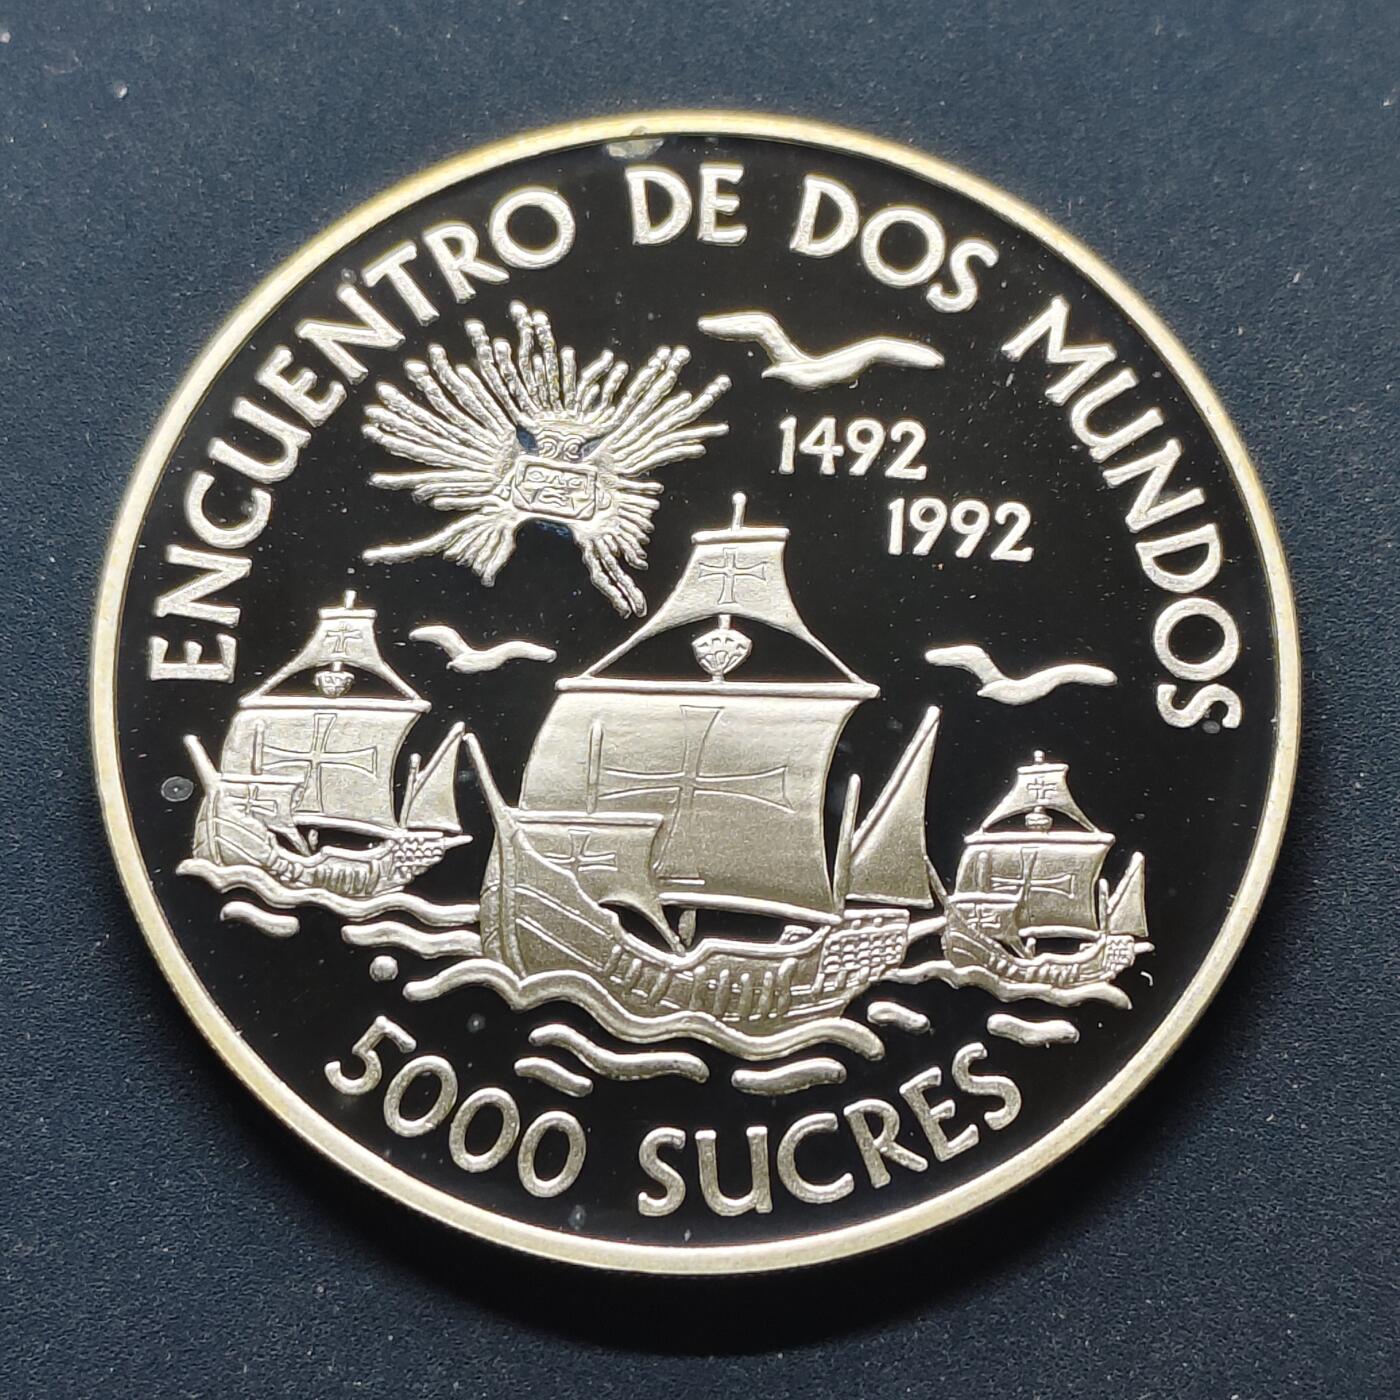 ENCUENTRO DE DOS MUNDOS
1492
1992
5000 SUCRES